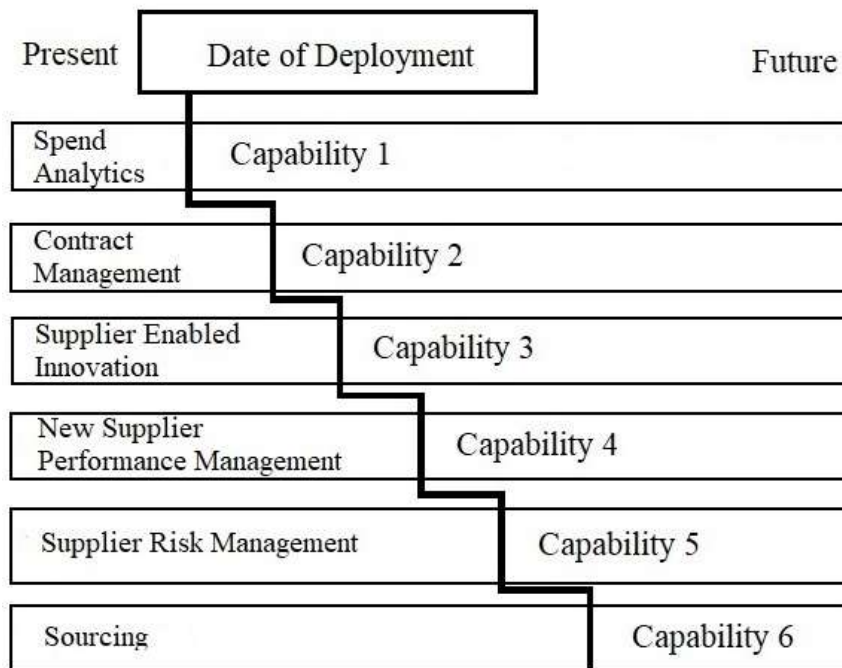 Present
Date of Deployment
Future
Spend
Analytics
Capability 1
Contract
Management
Capability 2
Supplier Enabled
Innovation
Capability 3
New Supplier
Performance Management
Capability 4
Supplier Risk Management
Capability 5
Sourcing
Capability 6